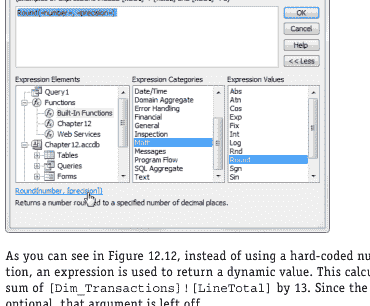 Round(«number», «precision»)
OK
Cancel
Help
<< Less
Expression Elements
Expression Categories
Expression Values
Query1
Functions
Built-In Functions
Chapter12
Web Services
Chapter12.accdb
Tables
Queries
Forms
Date/Time
Domain Aggregate
Error Handling
Financial
General
Inspection
Math
Messages
Program Flow
SQL Aggregate
Text
Abs
Atn
Cos
Exp
Fix
Int
Log
Rnd
Round
Sgn
Sin
Round(number, [precision])
Returns a number rounded to a specified number of decimal places.
As you can see in Figure 12.12, instead of using a hard-coded nu
tion, an expression is used to return a dynamic value. This calcu
sum of [Dim_Transactions]![LineTotal] by 13. Since the
optional, that argument is left off